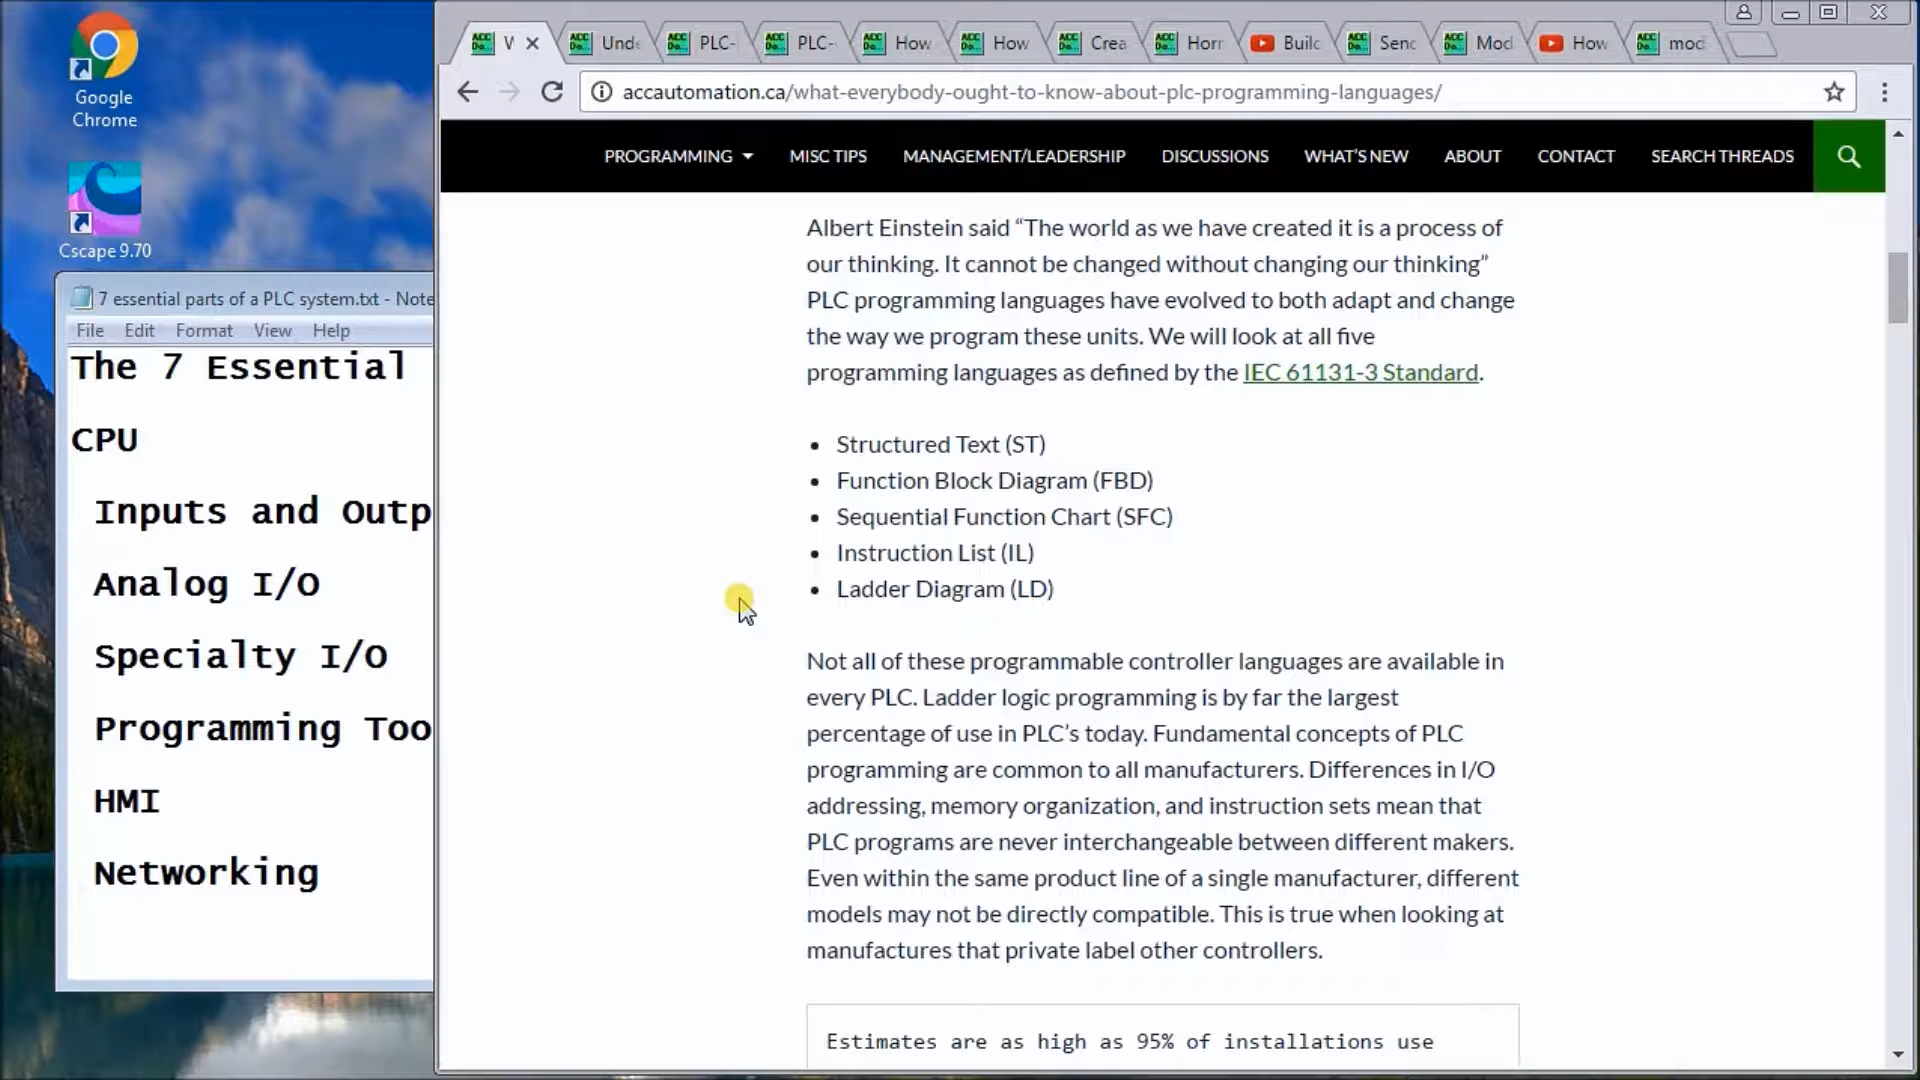 Google
Chrome
Cscape 9.70
7 essential parts of a PLC system.txt - Note
File Edit Format View Help
The 7 Essential
CPU
Inputs and Outp
Analog I/O
Specialty I/O
Programming Too
HMI
Networking
W Unde PLC- PLC- How How Crea Horn Builc Senc Mod How mod
accautomation.ca/what-everybody-ought-to-know-about-plc-programming-languages/
PROGRAMMING MISC TIPS MANAGEMENT/LEADERSHIP DISCUSSIONS WHAT'S NEW ABOUT CONTACT SEARCH THREADS
Albert Einstein said “The world as we have created it is a process of
our thinking. It cannot be changed without changing our thinking”
PLC programming languages have evolved to both adapt and change
the way we program these units. We will look at all five
programming languages as defined by the IEC 61131-3 Standard.
• Structured Text (ST)
• Function Block Diagram (FBD)
• Sequential Function Chart (SFC)
• Instruction List (IL)
• Ladder Diagram (LD)
Not all of these programmable controller languages are available in
every PLC. Ladder logic programming is by far the largest
percentage of use in PLC’s today. Fundamental concepts of PLC
programming are common to all manufacturers. Differences in I/O
addressing, memory organization, and instruction sets mean that
PLC programs are never interchangeable between different makers.
Even within the same product line of a single manufacturer, different
models may not be directly compatible. This is true when looking at
manufactures that private label other controllers.
Estimates are as high as 95% of installations use